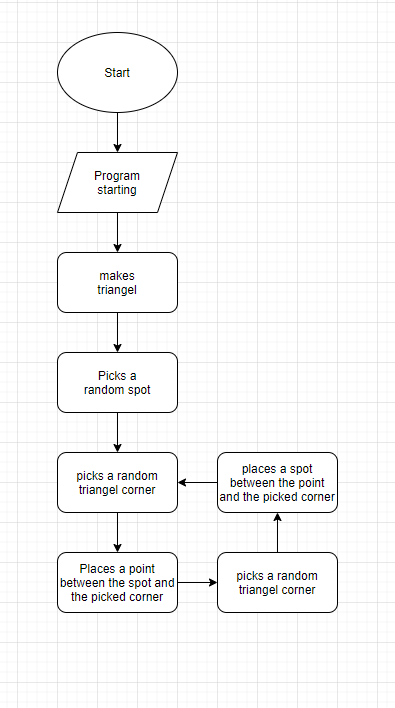 Start
Program
starting
makes
triangel
Picks a
random spot
picks a random
triangel corner
places a spot
between the point
and the picked corner
Places a point
between the spot and
the picked corner
picks a random
triangel corner